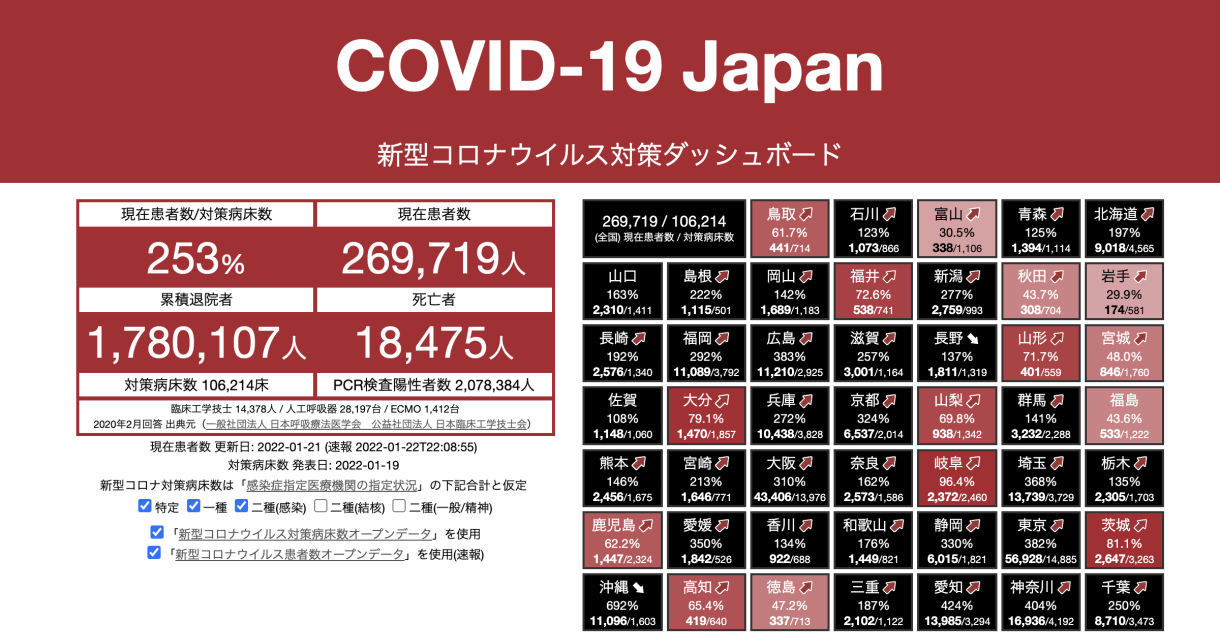 COVID-19 Japan
新型コロナウイルス対策ダッシュボード
現在患者数/対策病床数
現在患者数
253%
269,719人
累積退院者
死亡者
1,780,107人
18,475人
対策病床数 106,214床
PCR検査陽性者数 2,078,384人
臨床工学技士 14,378人 / 人工呼吸器 28,197台 / ECMO 1,412台
2020年2月回答 出典元（一般社団法人 日本呼吸療法医学会　公益社団法人 日本臨床工学技士会）
現在患者数 更新日: 2022-01-21 (速報 2022-01-22T22:08:55)
対策病床数 発表日: 2022-01-19
新型コロナ対策病床数は「感染症指定医療機関の指定状況」の下記合計と仮定
特定 一種 二種(感染) 二種(結核) 二種(一般/精神)
「新型コロナウイルス対策病床数オープンデータ」を使用
「新型コロナウイルス患者数オープンデータ」を使用(速報)
269,719 / 106,214
(全国) 現在患者数 / 対策病床数
鳥取
61.7%
441/714
石川
123%
1,073/866
富山
30.5%
338/1,106
青森
125%
1,394/1,114
北海道
197%
9,018/4,565
山口
163%
2,310/1,411
島根
222%
1,115/501
岡山
142%
1,689/1,183
福井
72.6%
538/741
新潟
277%
2,759/993
秋田
43.7%
308/704
岩手
29.9%
174/581
長崎
192%
2,576/1,340
福岡
292%
11,089/3,792
広島
383%
11,210/2,925
滋賀
257%
3,001/1,164
長野
137%
1,811/1,319
山形
71.7%
401/559
宮城
48.0%
846/1,760
佐賀
108%
1,148/1,060
大分
79.1%
1,470/1,857
兵庫
272%
10,438/3,828
京都
324%
6,537/2,014
山梨
69.8%
938/1,342
群馬
141%
3,232/2,288
福島
43.6%
533/1,222
熊本
146%
2,456/1,675
宮崎
213%
1,646/771
大阪
310%
43,406/13,976
奈良
162%
2,573/1,586
岐阜
96.4%
2,372/2,460
埼玉
368%
13,739/3,729
栃木
135%
2,305/1,703
鹿児島
62.2%
1,447/2,324
愛媛
350%
1,842/526
香川
134%
922/688
和歌山
176%
1,449/821
静岡
330%
6,015/1,821
東京
382%
56,928/14,885
茨城
81.1%
2,647/3,263
沖縄
692%
11,096/1,603
高知
65.4%
419/640
徳島
47.2%
337/713
三重
187%
2,102/1,122
愛知
424%
13,985/3,294
神奈川
404%
16,936/4,192
千葉
250%
8,710/3,473